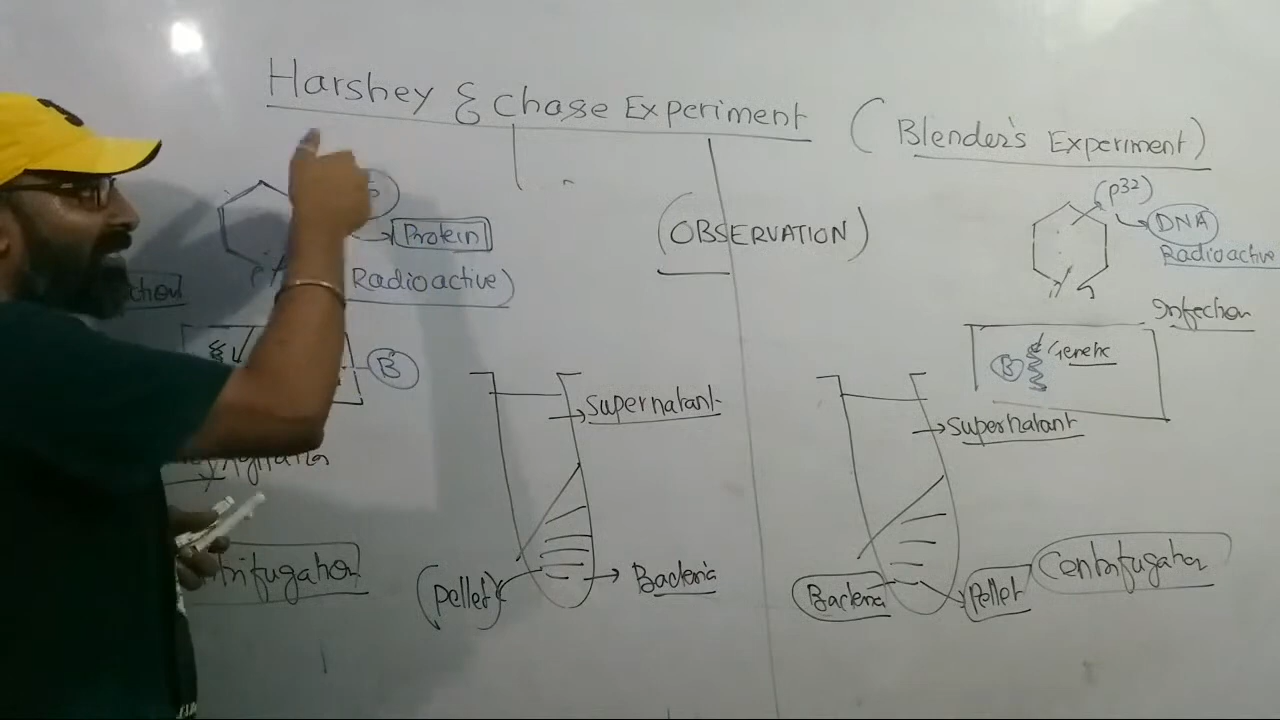 Harshey & Chase Experiment (Blender's Experiment)
(P32)
Protein
DNA
Radioactive)
Radioactive
(OBSERVATION)
Infection
B
B Genetic
Supernatant
Supernatant
(Pellet)
Bacteria
Bacteria
Pellet
Centrifugation